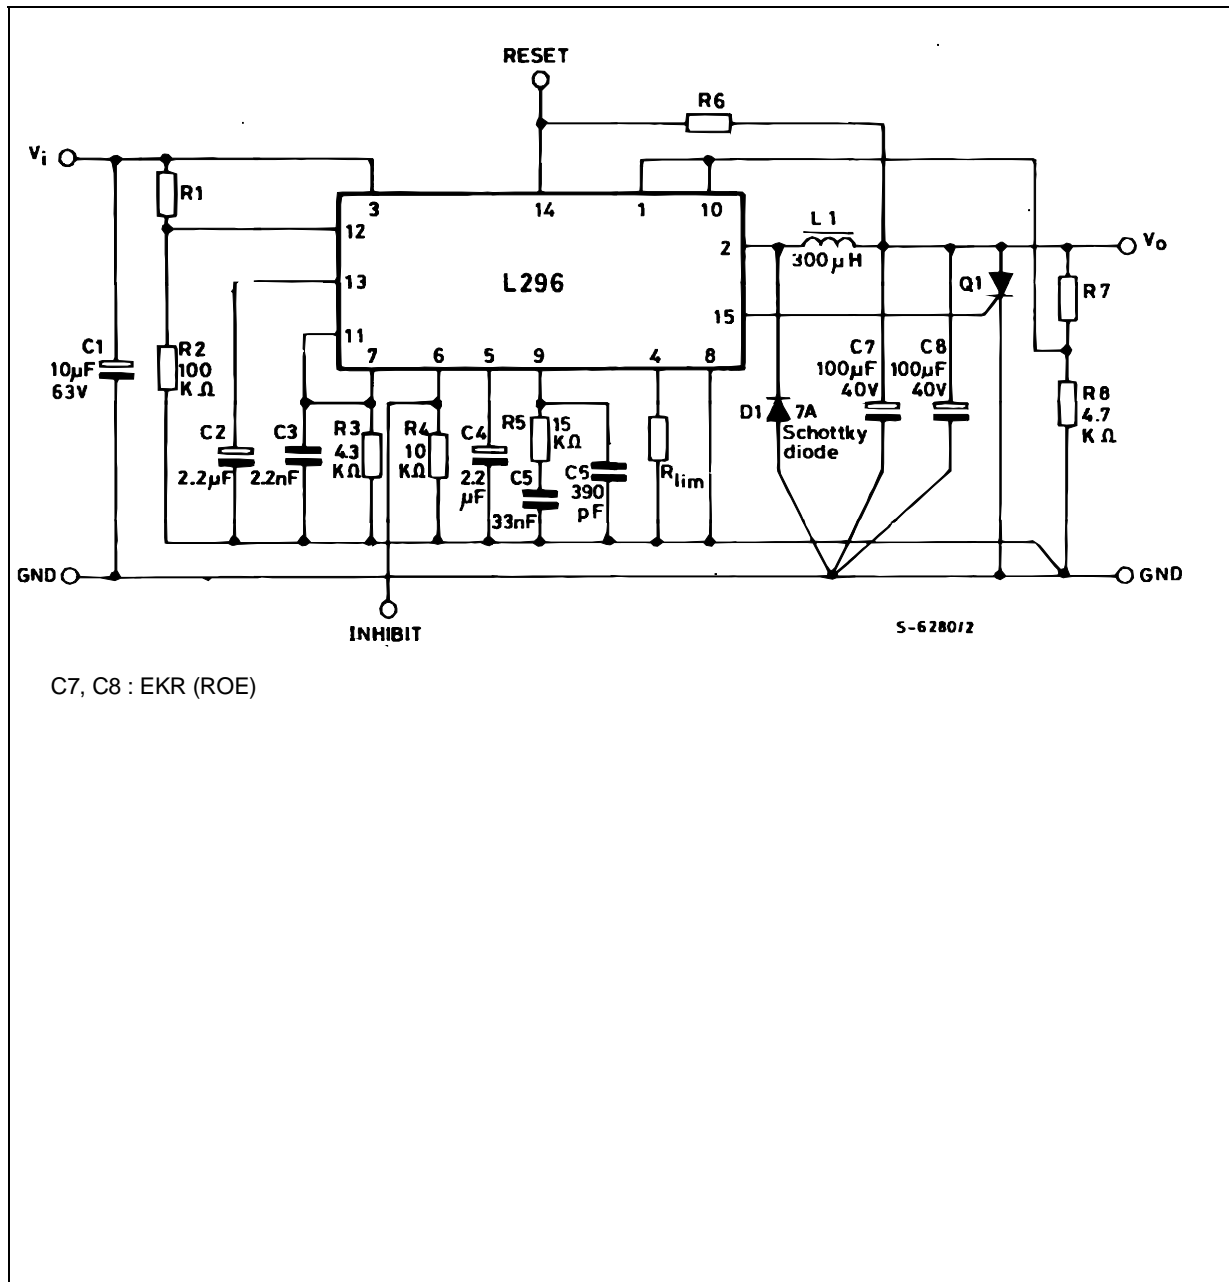 RESET
R6
Vi
R1
3
14
1
10
12
2
L1
300µH
Vo
13
L296
Q1
R7
15
11
C1
10µF
63V
R2
100
KΩ
7
6
5
9
4
8
C7
100µF
40V
C8
100µF
40V
R8
4.7
KΩ
D1
7A
Schottky
diode
C2
2.2µF
C3
2.2nF
R3
4.3
KΩ
R4
10
KΩ
C4
2.2
µF
R5
15
KΩ
C5
33nF
C6
390
pF
Rlim
GND
GND
INHIBIT
S-6280/2
C7, C8 : EKR (ROE)